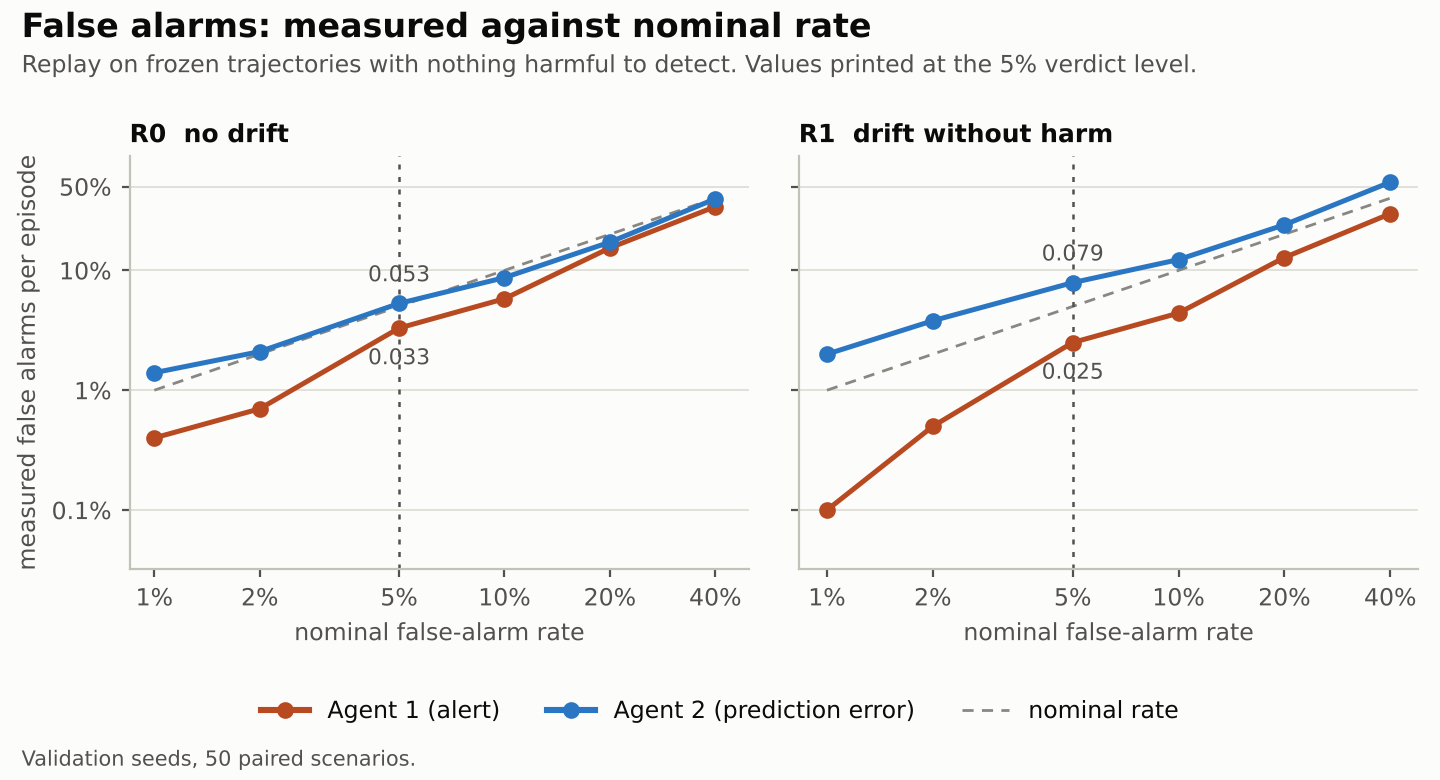 False alarms: measured against nominal rate
Replay on frozen trajectories with nothing harmful to detect. Values printed at the 5% verdict level.
R0 no drift
R1 drift without harm
measured false alarms per episode
50%
10%
1%
0.1%
0.053
0.033
0.079
0.025
1% 2% 5% 10% 20% 40%
1% 2% 5% 10% 20% 40%
nominal false-alarm rate
nominal false-alarm rate
Agent 1 (alert)
Agent 2 (prediction error)
nominal rate
Validation seeds, 50 paired scenarios.